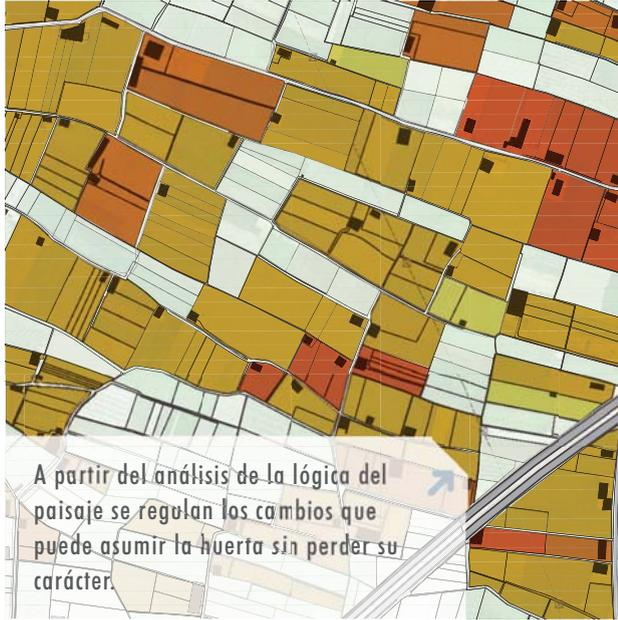 A partir del análisis de la lógica del
paisaje se regulan los cambios que
puede asumir la huerta sin perder su
carácter.